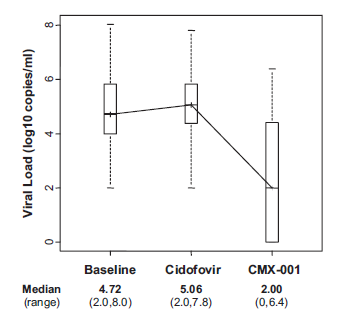 Viral Load (log10 copies/ml)
8
6
4
2
0
Baseline Cidofovir CMX-001
Median 4.72 5.06 2.00
(range) (2.0,8.0) (2.0,7.8) (0,6.4)